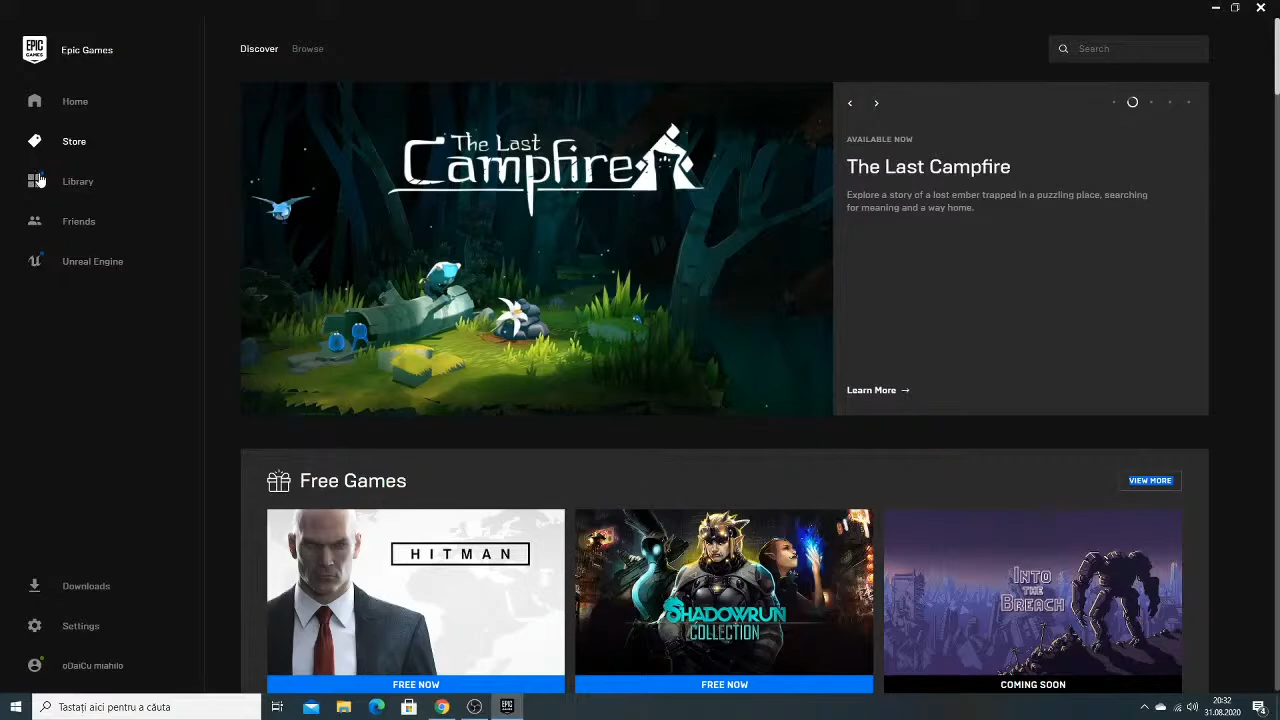 EPIC
GAMES
Epic Games
Home
Store
Library
Friends
Unreal Engine
Downloads
Settings
oDaiCu miahilo
Discover
Browse
Search
The Last
Campfire
AVAILABLE NOW
The Last Campfire
Explore a story of a lost ember trapped in a puzzling place, searching
for meaning and a way home.
Learn More →
Free Games
VIEW MORE
HITMAN
FREE NOW
SHADOWRUN
COLLECTION
FREE NOW
INTO
THE
BREACH
COMING SOON
Tastați aici pentru a căuta
EPIC
20:32
31.08.2020